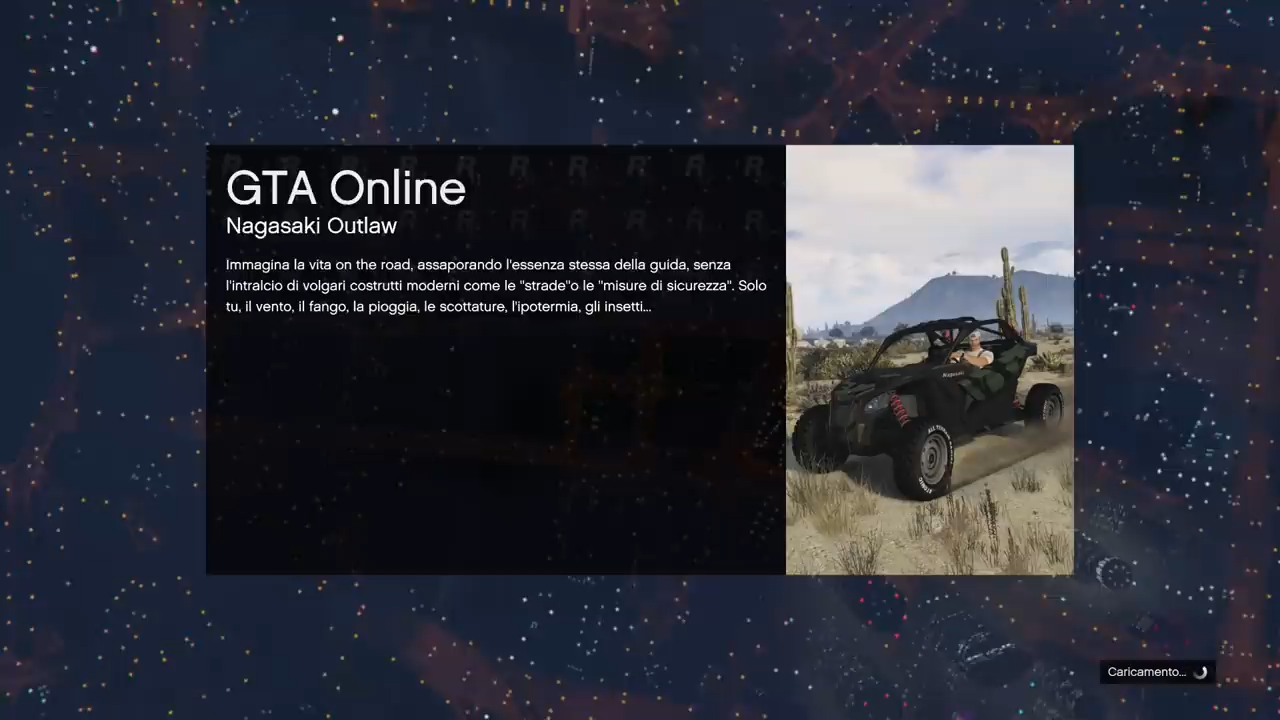 GTA Online
Nagasaki Outlaw
Immagina la vita on the road, assaporando l'essenza stessa della guida, senza
l'intralcio di volgari costrutti moderni come le "strade"o le "misure di sicurezza". Solo
tu, il vento, il fango, la pioggia, le scottature, l'ipotermia, gli insetti...
Nagasaki
ATOMIC
Caricamento...